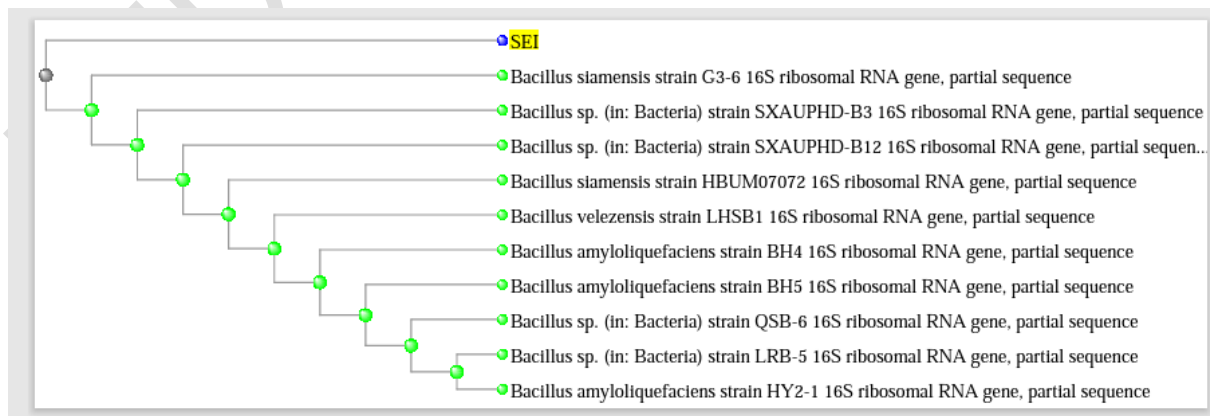 SEI
Bacillus siamensis strain G3-6 16S ribosomal RNA gene, partial sequence
Bacillus sp. (in: Bacteria) strain SXAUPHD-B3 16S ribosomal RNA gene, partial sequence
Bacillus sp. (in: Bacteria) strain SXAUPHD-B12 16S ribosomal RNA gene, partial sequen...
Bacillus siamensis strain HBUM07072 16S ribosomal RNA gene, partial sequence
Bacillus velezensis strain LHSB1 16S ribosomal RNA gene, partial sequence
Bacillus amyloliquefaciens strain BH4 16S ribosomal RNA gene, partial sequence
Bacillus amyloliquefaciens strain BH5 16S ribosomal RNA gene, partial sequence
Bacillus sp. (in: Bacteria) strain QSB-6 16S ribosomal RNA gene, partial sequence
Bacillus sp. (in: Bacteria) strain LRB-5 16S ribosomal RNA gene, partial sequence
Bacillus amyloliquefaciens strain HY2-1 16S ribosomal RNA gene, partial sequence